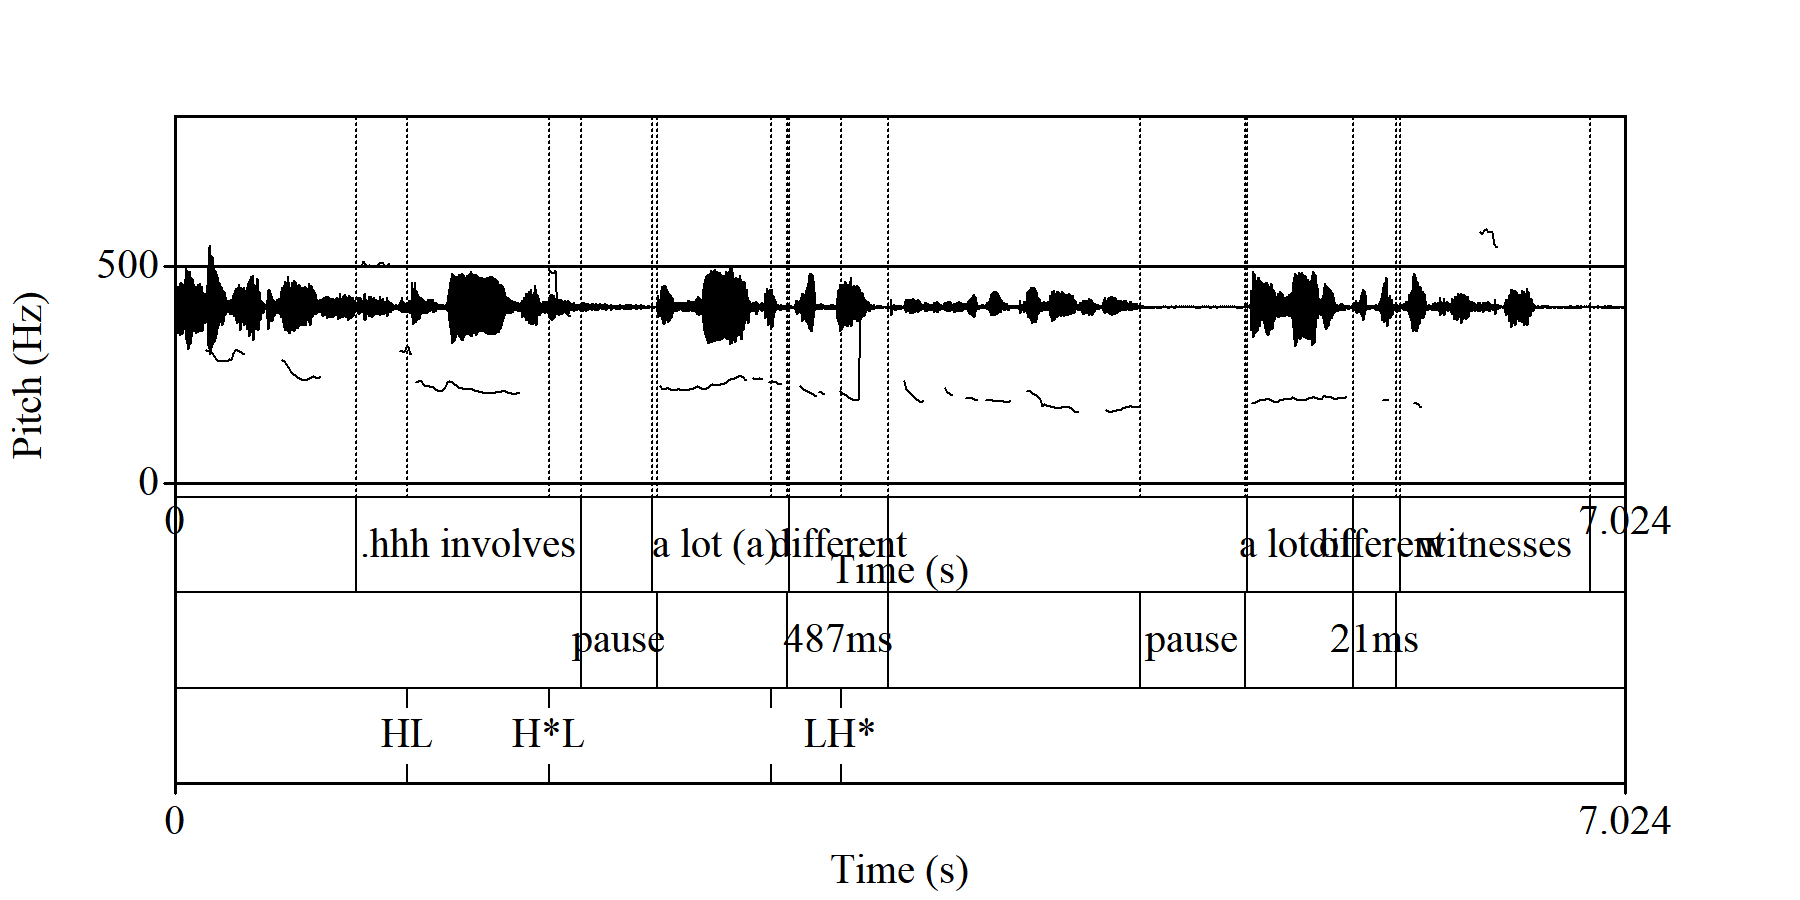 Pitch (Hz)
500
0
0 7.024
.hhh involves a lot (a) different a lot different witnesses
Time (s)
pause 487ms pause 21ms
HL H*L LH*
0 7.024
Time (s)